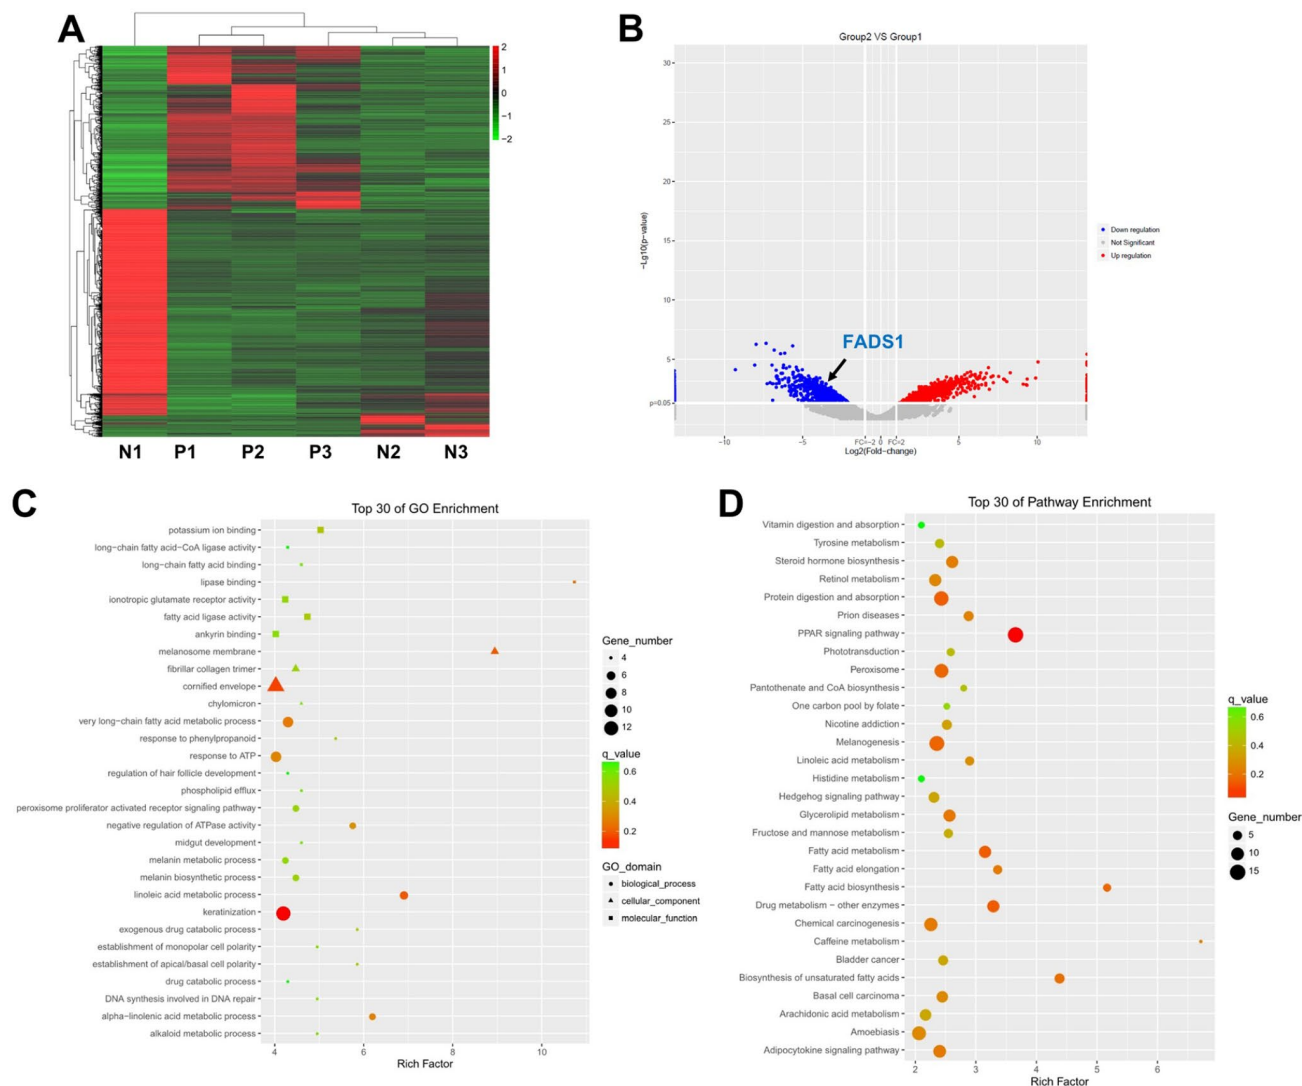 A
2
1
0
−1
−2
N1 P1 P2 P3 N2 N3
B
Group2 VS Group1
−Lg10(p−value)
30
25
20
15
10
5
p=0.05
FADS1
−10 −5 FC=−2 0 FC=2 5 10
Log2(Fold−change)
Down regulation
Not Significant
Up regulation
C
Top 30 of GO Enrichment
potassium ion binding
long−chain fatty acid−CoA ligase activity
long−chain fatty acid binding
lipase binding
ionotropic glutamate receptor activity
fatty acid ligase activity
ankyrin binding
melanosome membrane
fibrillar collagen trimer
cornified envelope
chylomicron
very long−chain fatty acid metabolic process
response to phenylpropanoid
response to ATP
regulation of hair follicle development
phospholipid efflux
peroxisome proliferator activated receptor signaling pathway
negative regulation of ATPase activity
midgut development
melanin metabolic process
melanin biosynthetic process
linoleic acid metabolic process
keratinization
exogenous drug catabolic process
establishment of monopolar cell polarity
establishment of apical/basal cell polarity
drug catabolic process
DNA synthesis involved in DNA repair
alpha−linolenic acid metabolic process
alkaloid metabolic process
4 6 8 10
Rich Factor
Gene_number
4
6
8
10
12
q_value
0.6
0.4
0.2
GO_domain
biological_process
cellular_component
molecular_function
D
Top 30 of Pathway Enrichment
Vitamin digestion and absorption
Tyrosine metabolism
Steroid hormone biosynthesis
Retinol metabolism
Protein digestion and absorption
Prion diseases
PPAR signaling pathway
Phototransduction
Peroxisome
Pantothenate and CoA biosynthesis
One carbon pool by folate
Nicotine addiction
Melanogenesis
Linoleic acid metabolism
Histidine metabolism
Hedgehog signaling pathway
Glycerolipid metabolism
Fructose and mannose metabolism
Fatty acid metabolism
Fatty acid elongation
Fatty acid biosynthesis
Drug metabolism − other enzymes
Chemical carcinogenesis
Caffeine metabolism
Bladder cancer
Biosynthesis of unsaturated fatty acids
Basal cell carcinoma
Arachidonic acid metabolism
Amoebiasis
Adipocytokine signaling pathway
2 3 4 5 6
Rich Factor
q_value
0.6
0.4
0.2
Gene_number
5
10
15